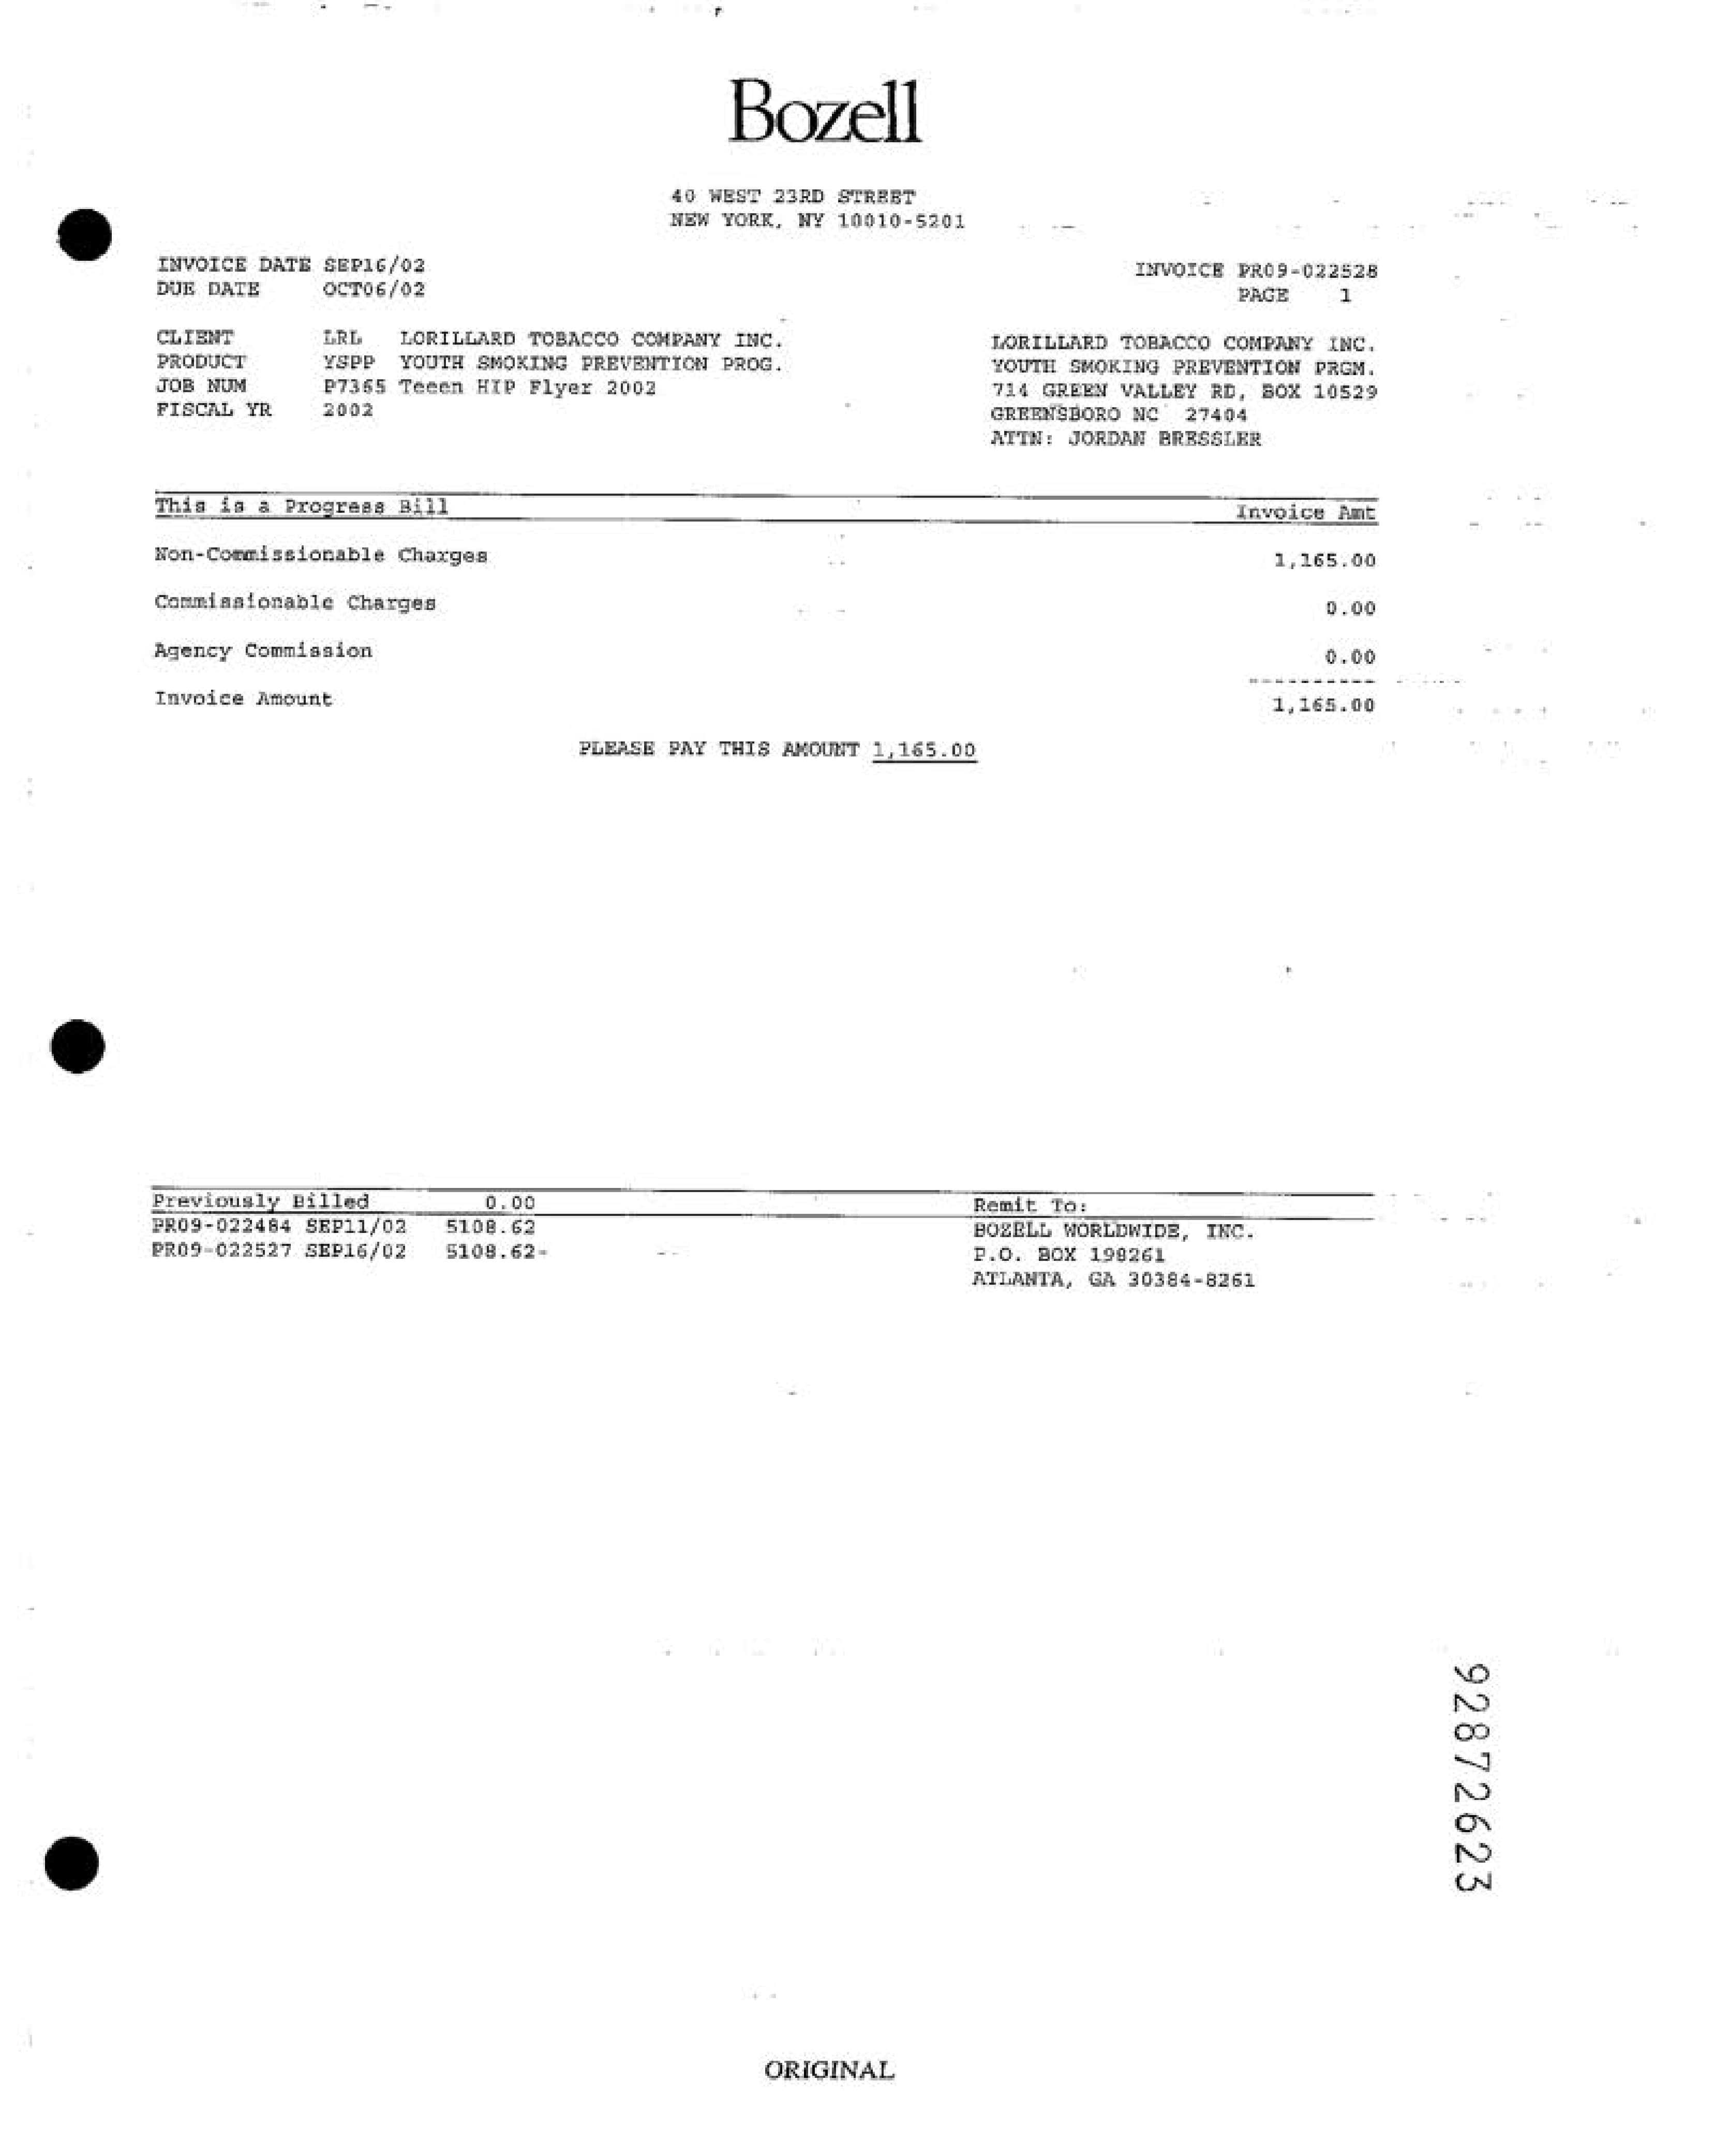 Bozell
40 WEST 23RD STREET
NEW YORK, NY 10010-5201
INVOICE DATE SEP16/02
DUE DATE OCT06/02
INVOICE PR09-022528
PAGE 1
CLIENT LRL LORILLARD TOBACCO COMPANY INC.
PRODUCT YSPP YOUTH SMOKING PREVENTION PROG.
JOB NUM P7365 Teeen HIP Flyer 2002
FISCAL YR 2002
LORILLARD TOBACCO COMPANY INC.
YOUTH SMOKING PREVENTION PRGM.
714 GREEN VALLEY RD, BOX 10529
GREENSBORO NC 27404
ATTN: JORDAN BRESSLER
This is a Progress Bill Invoice Amt
Non-Commissionable Charges 1,165.00
Commissionable Charges 0.00
Agency Commission 0.00
----------
Invoice Amount 1,165.00
PLEASE PAY THIS AMOUNT 1,165.00
Previously Billed 0.00
PR09-022484 SEP11/02 5108.62
PR09-022527 SEP16/02 5108.62-
Remit To:
BOZELL WORLDWIDE, INC.
P.O. BOX 198261
ATLANTA, GA 30384-8261
92872623
ORIGINAL